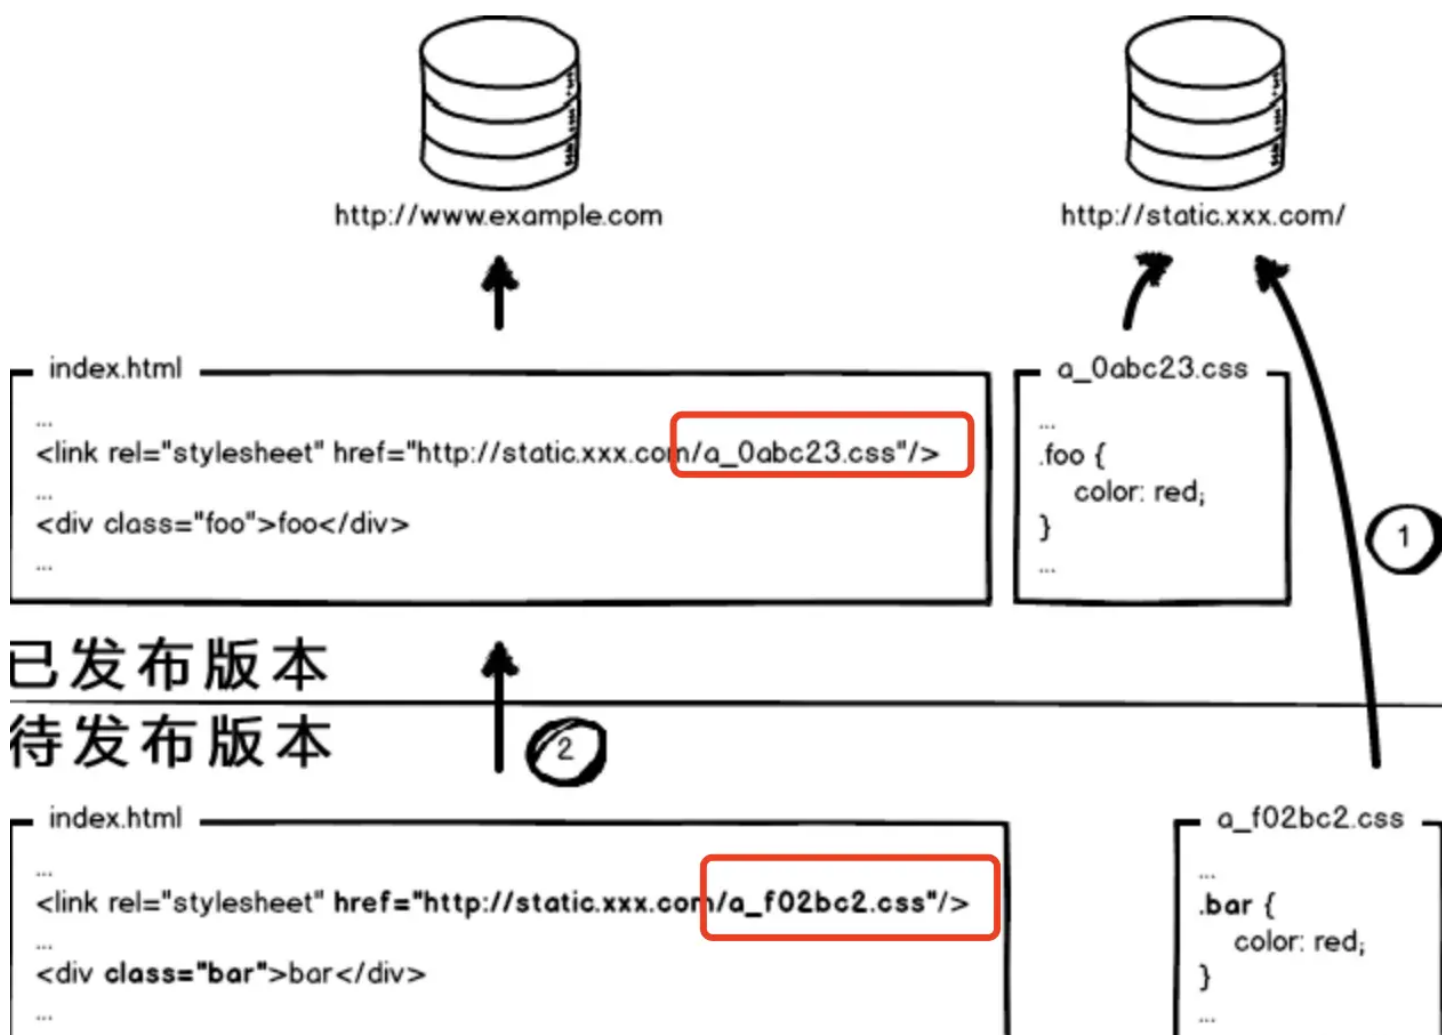 http://www.example.com
http://static.xxx.com/
index.html
...
<link rel="stylesheet" href="http://static.xxx.com/a_0abc23.css"/>
...
<div class="foo">foo</div>
...
a_0abc23.css
...
.foo {
color: red;
}
...
1
已发布版本
待发布版本
2
index.html
...
<link rel="stylesheet" href="http://static.xxx.com/a_f02bc2.css"/>
...
<div class="bar">bar</div>
...
a_f02bc2.css
...
.bar {
color: red;
}
...